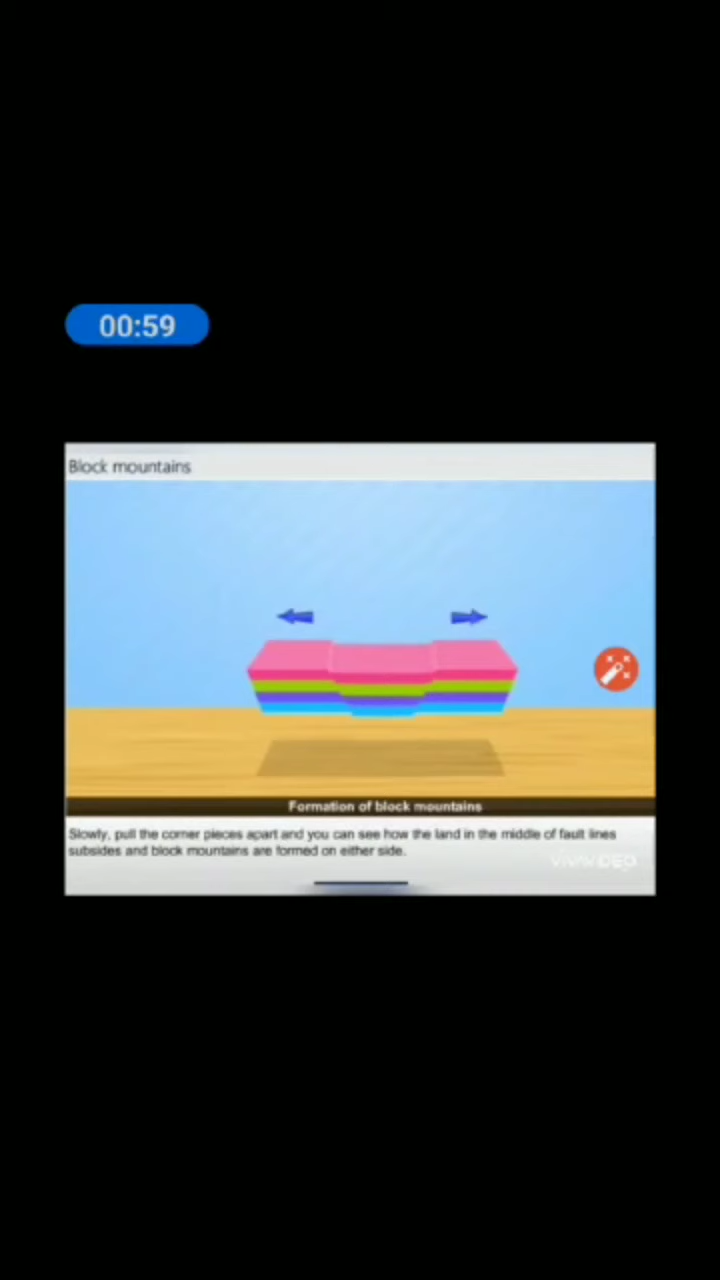 00:59
Block mountains
Formation of block mountains
Slowly, pull the corner pieces apart and you can see how the land in the middle of fault lines
subsides and block mountains are formed on either side.
VIVAVIDEO